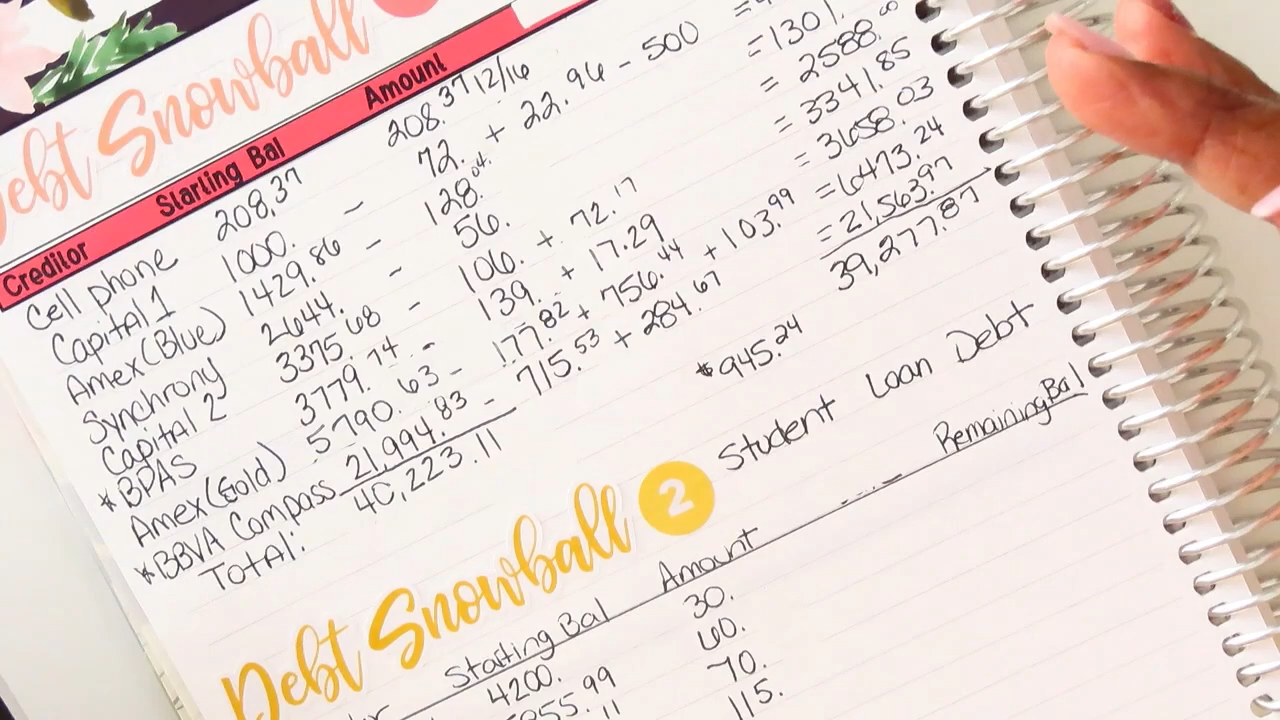 Debt Snowball
Creditor Starting Bal Amount
Cell phone 208.37 208.37 12/16
Capital 1 1000. - 72. + 22.96 - 500
Amex (Blue) 1429.86 - 128.04 = 1301.
Synchrony 2644. - 56. = 2588.00
Capital 2 3375.68 - 106. + 72.17 = 3341.85
*BPAS 3779.74 - 139. + 17.29 = 3658.03
Amex (Gold) 5790.63 - 177.82 + 756.44 + 103.99 = 6473.24
*BBVA Compass 21,994.83 - 715.53 + 284.67 = 21,563.97
Total: 40,223.11 39,277.87
$945.24
Debt Snowball 2 Student Loan Debt
Starting Bal Amount Remaining Bal
4200. 30.
.99 60.
11 70.
115.